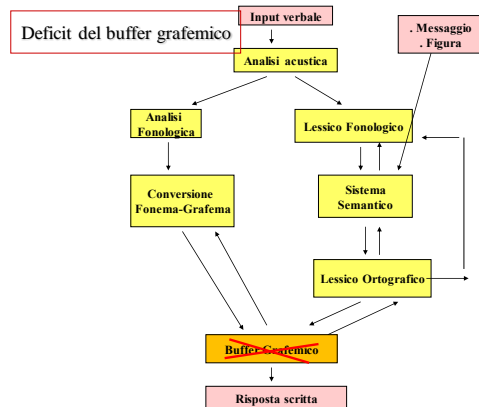 Input verbale
Deficit del buffer grafemico
. Messaggio
. Figura
Analisi acustica
Analisi
Fonologica
Lessico Fonologico
Conversione
Fonema-Grafema
Sistema
Semantico
Lessico Ortografico
Buffer Grafemico
Risposta scritta